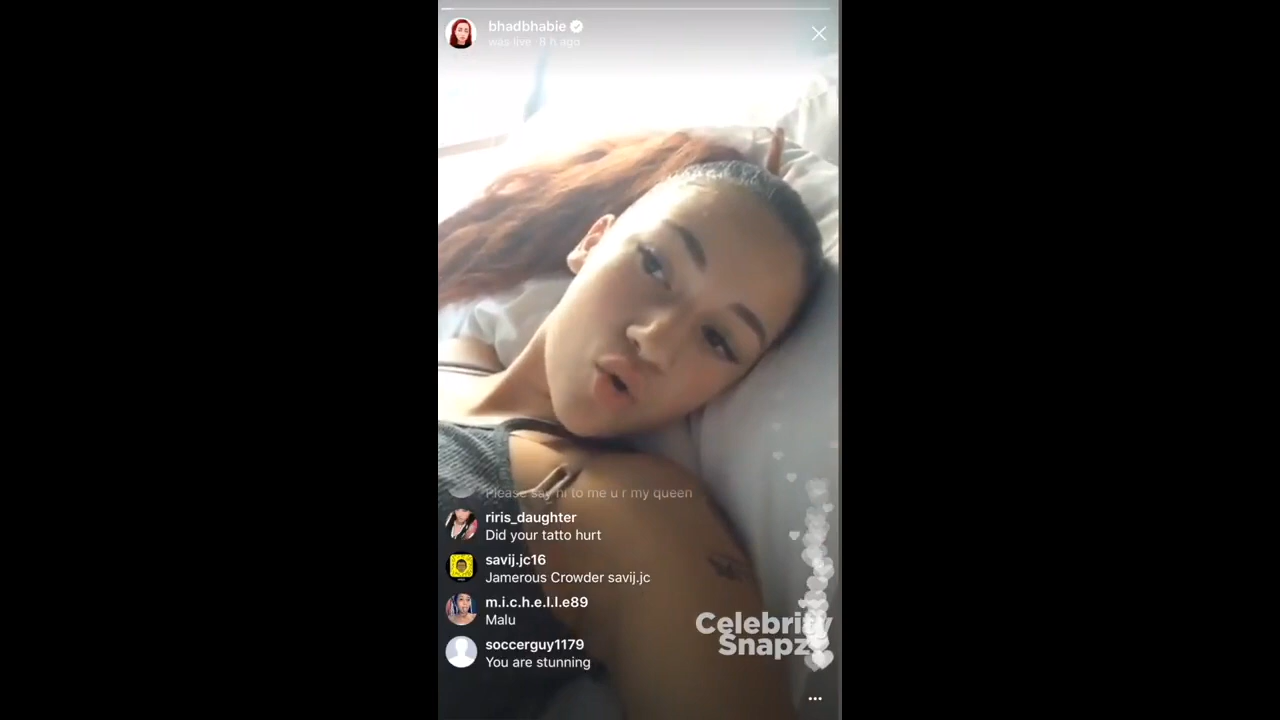 bhadbhabie
was live 8 h ago
Please say hi to me u r my queen
riris_daughter
Did your tatto hurt
savij.jc16
Jamerous Crowder savij.jc
m.i.c.h.e.l.l.e89
Malu
soccerguy1179
You are stunning
Celebrity
Snapz